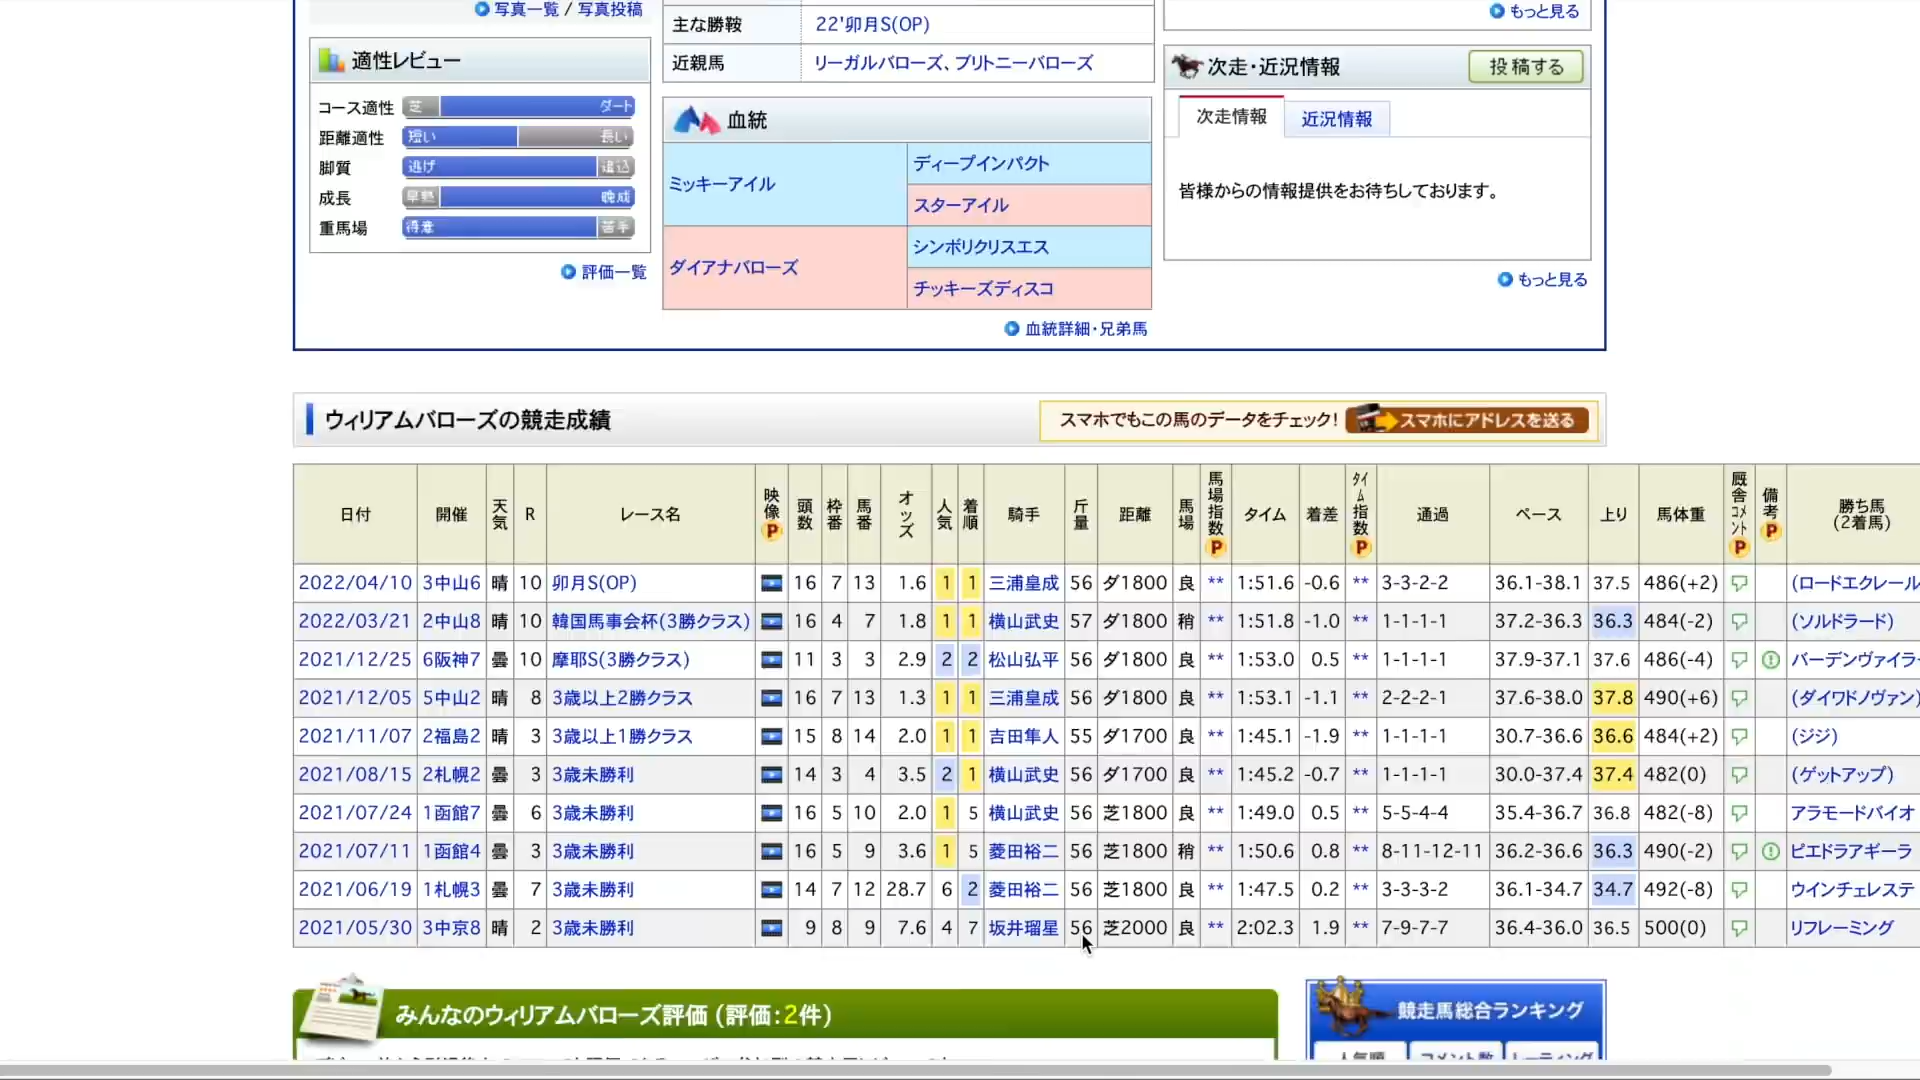 写真一覧 / 写真投稿
主な勝鞍 22'卯月S(OP)
近親馬 リーガルバローズ、ブリトニーバローズ
もっと見る
適性レビュー
コース適性 芝 ダート
距離適性 短い 長い
脚質 逃げ 追込
成長 早熟 晩成
重馬場 得意 苦手
評価一覧
血統
ミッキーアイル
ディープインパクト
スターアイル
ダイアナバローズ
シンボリクリスエス
チッキーズディスコ
血統詳細・兄弟馬
次走・近況情報 投稿する
次走情報 近況情報
皆様からの情報提供をお待ちしております。
もっと見る
ウィリアムバローズの競走成績 スマホでもこの馬のデータをチェック! スマホにアドレスを送る
日付 開催 天気 R レース名 映像P 頭数 枠番 馬番 オッズ 人気 着順 騎手 斤量 距離 馬場 馬場指数P タイム 着差 タイム指数P 通過 ペース 上り 馬体重 厩舎コメントP 備考P 勝ち馬(2着馬)
2022/04/10 3中山6 晴 10 卯月S(OP) 16 7 13 1.6 1 1 三浦皇成 56 ダ1800 良 ** 1:51.6 -0.6 ** 3-3-2-2 36.1-38.1 37.5 486(+2) (ロードエクレール
2022/03/21 2中山8 晴 10 韓国馬事会杯(3勝クラス) 16 4 7 1.8 1 1 横山武史 57 ダ1800 稍 ** 1:51.8 -1.0 ** 1-1-1-1 37.2-36.3 36.3 484(-2) (ソルドラード)
2021/12/25 6阪神7 曇 10 摩耶S(3勝クラス) 11 3 3 2.9 2 2 松山弘平 56 ダ1800 良 ** 1:53.0 0.5 ** 1-1-1-1 37.9-37.1 37.6 486(-4) バーデンヴァイラー
2021/12/05 5中山2 晴 8 3歳以上2勝クラス 16 7 13 1.3 1 1 三浦皇成 56 ダ1800 良 ** 1:53.1 -1.1 ** 2-2-2-1 37.6-38.0 37.8 490(+6) (ダイワドノヴァン)
2021/11/07 2福島2 晴 3 3歳以上1勝クラス 15 8 14 2.0 1 1 吉田隼人 55 ダ1700 良 ** 1:45.1 -1.9 ** 1-1-1-1 30.7-36.6 36.6 484(+2) (ジジ)
2021/08/15 2札幌2 曇 3 3歳未勝利 14 3 4 3.5 2 1 横山武史 56 ダ1700 良 ** 1:45.2 -0.7 ** 1-1-1-1 30.0-37.4 37.4 482(0) (ゲットアップ)
2021/07/24 1函館7 曇 6 3歳未勝利 16 5 10 2.0 1 5 横山武史 56 芝1800 良 ** 1:49.0 0.5 ** 5-5-4-4 35.4-36.7 36.8 482(-8) アラモードバイオ
2021/07/11 1函館4 曇 3 3歳未勝利 16 5 9 3.6 1 5 菱田裕二 56 芝1800 稍 ** 1:50.6 0.8 ** 8-11-12-11 36.2-36.6 36.3 490(-2) ピエドラアギーラ
2021/06/19 1札幌3 曇 7 3歳未勝利 14 7 12 28.7 6 2 菱田裕二 56 芝1800 良 ** 1:47.5 0.2 ** 3-3-3-2 36.1-34.7 34.7 492(-8) ウインチェレステ
2021/05/30 3中京8 晴 2 3歳未勝利 9 8 9 7.6 4 7 坂井瑠星 56 芝2000 良 ** 2:02.3 1.9 ** 7-9-7-7 36.4-36.0 36.5 500(0) リフレーミング
みんなのウィリアムバローズ評価 (評価:2件)
競走馬総合ランキング
人気順 コメント数 レーティング